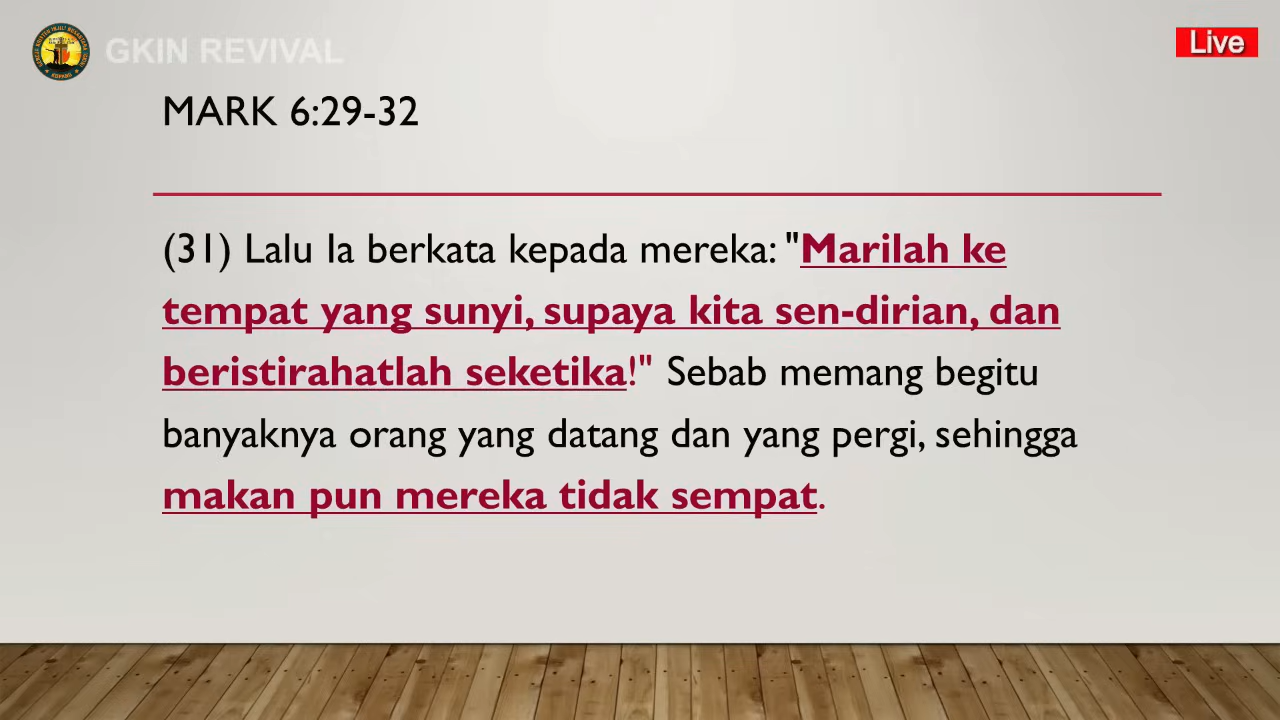 GKIN REVIVAL
Live
MARK 6:29-32
(31) Lalu Ia berkata kepada mereka: "Marilah ke
tempat yang sunyi, supaya kita sen-dirian, dan
beristirahatlah seketika!" Sebab memang begitu
banyaknya orang yang datang dan yang pergi, sehingga
makan pun mereka tidak sempat.